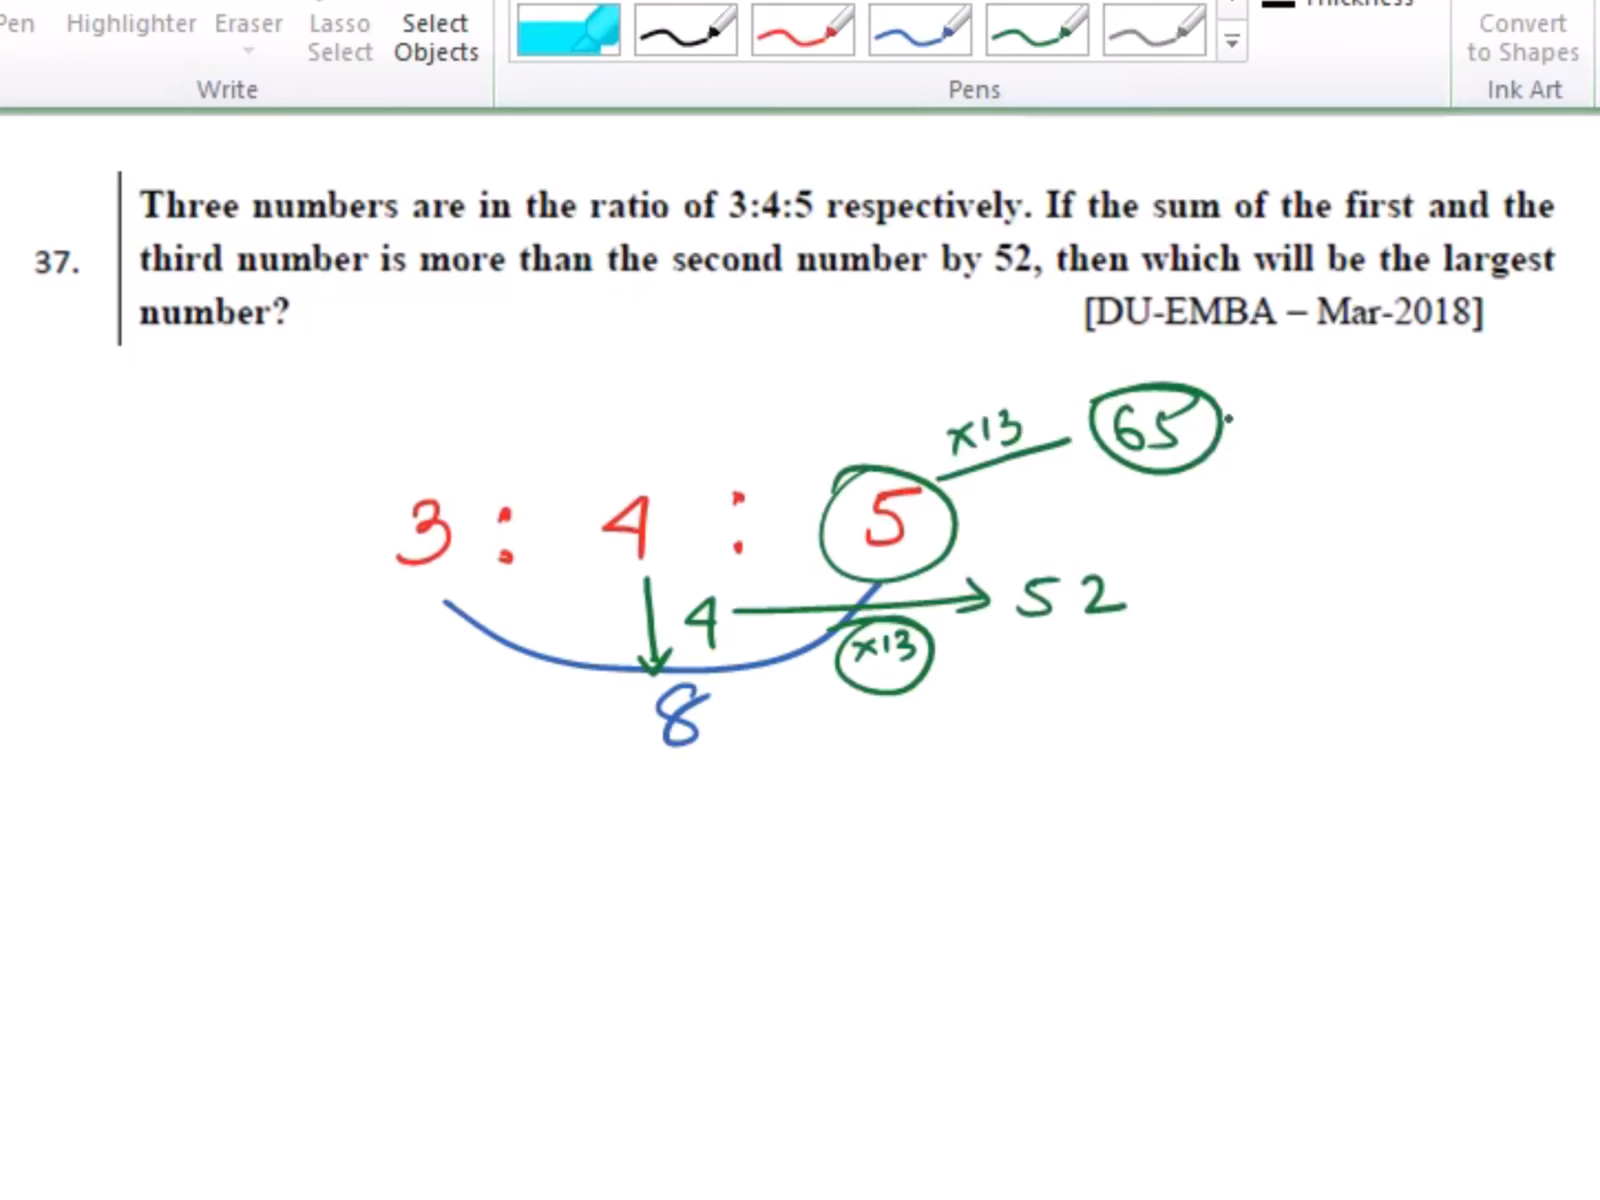 Pen Highlighter Eraser Lasso Select Select Objects
Convert to Shapes
Write Pens Ink Art
37.
Three numbers are in the ratio of 3:4:5 respectively. If the sum of the first and the
third number is more than the second number by 52, then which will be the largest
number? [DU-EMBA – Mar-2018]
×13 65
3 : 4 : 5
4 52
×13
8